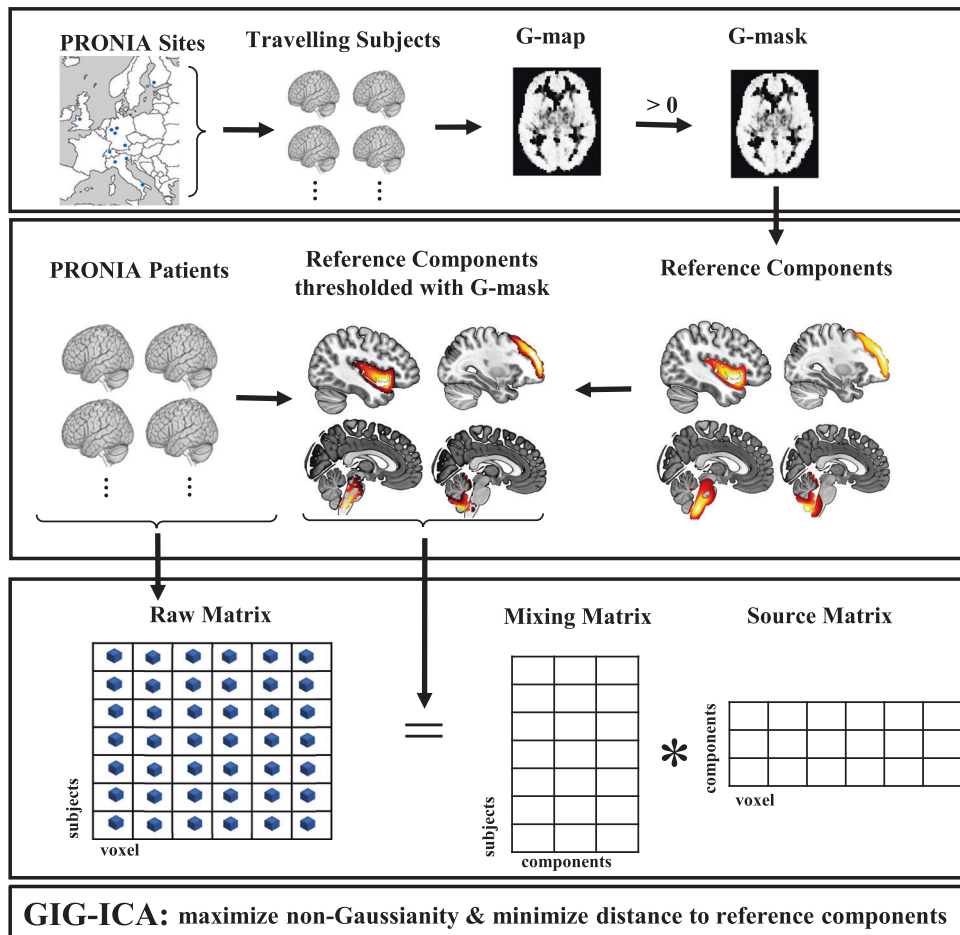 PRONIA Sites
Travelling Subjects
G-map
G-mask
> 0
PRONIA Patients
Reference Components
thresholded with G-mask
Reference Components
Raw Matrix
Mixing Matrix
Source Matrix
subjects
voxel
=
subjects
components
*
components
voxel
GIG-ICA: maximize non-Gaussianity & minimize distance to reference components